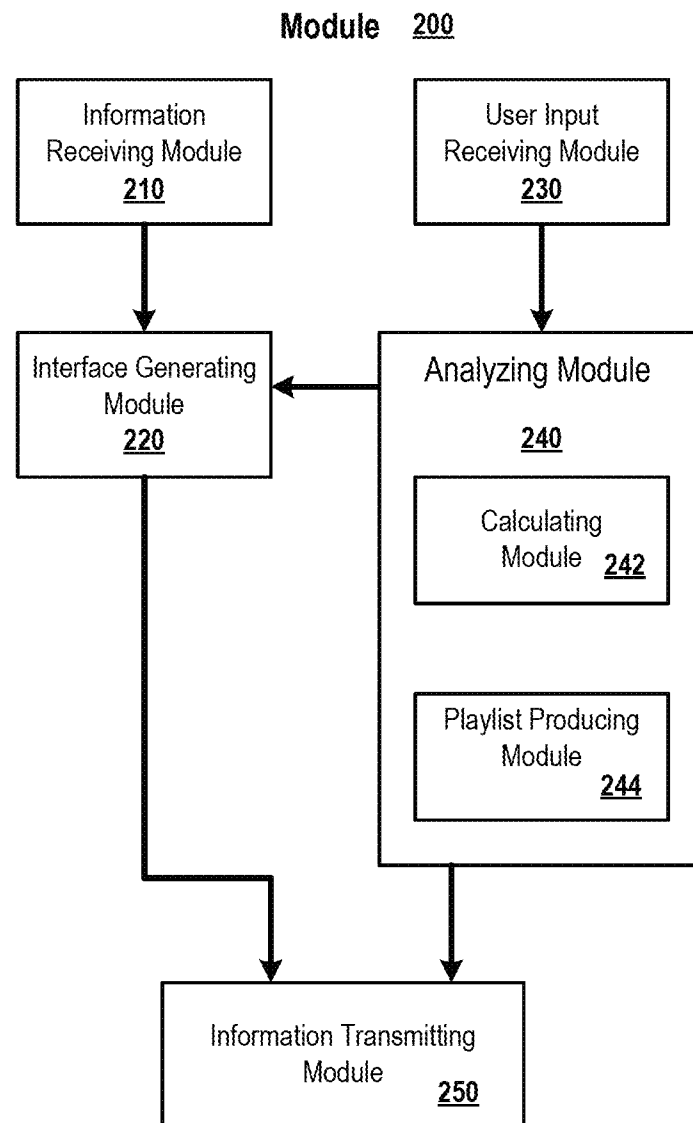 Module 200
Information
Receiving Module
210
User Input
Receiving Module
230
Interface Generating
Module
220
Analyzing Module
240
Calculating
Module 242
Playlist Producing
Module
244
Information Transmitting
Module
250